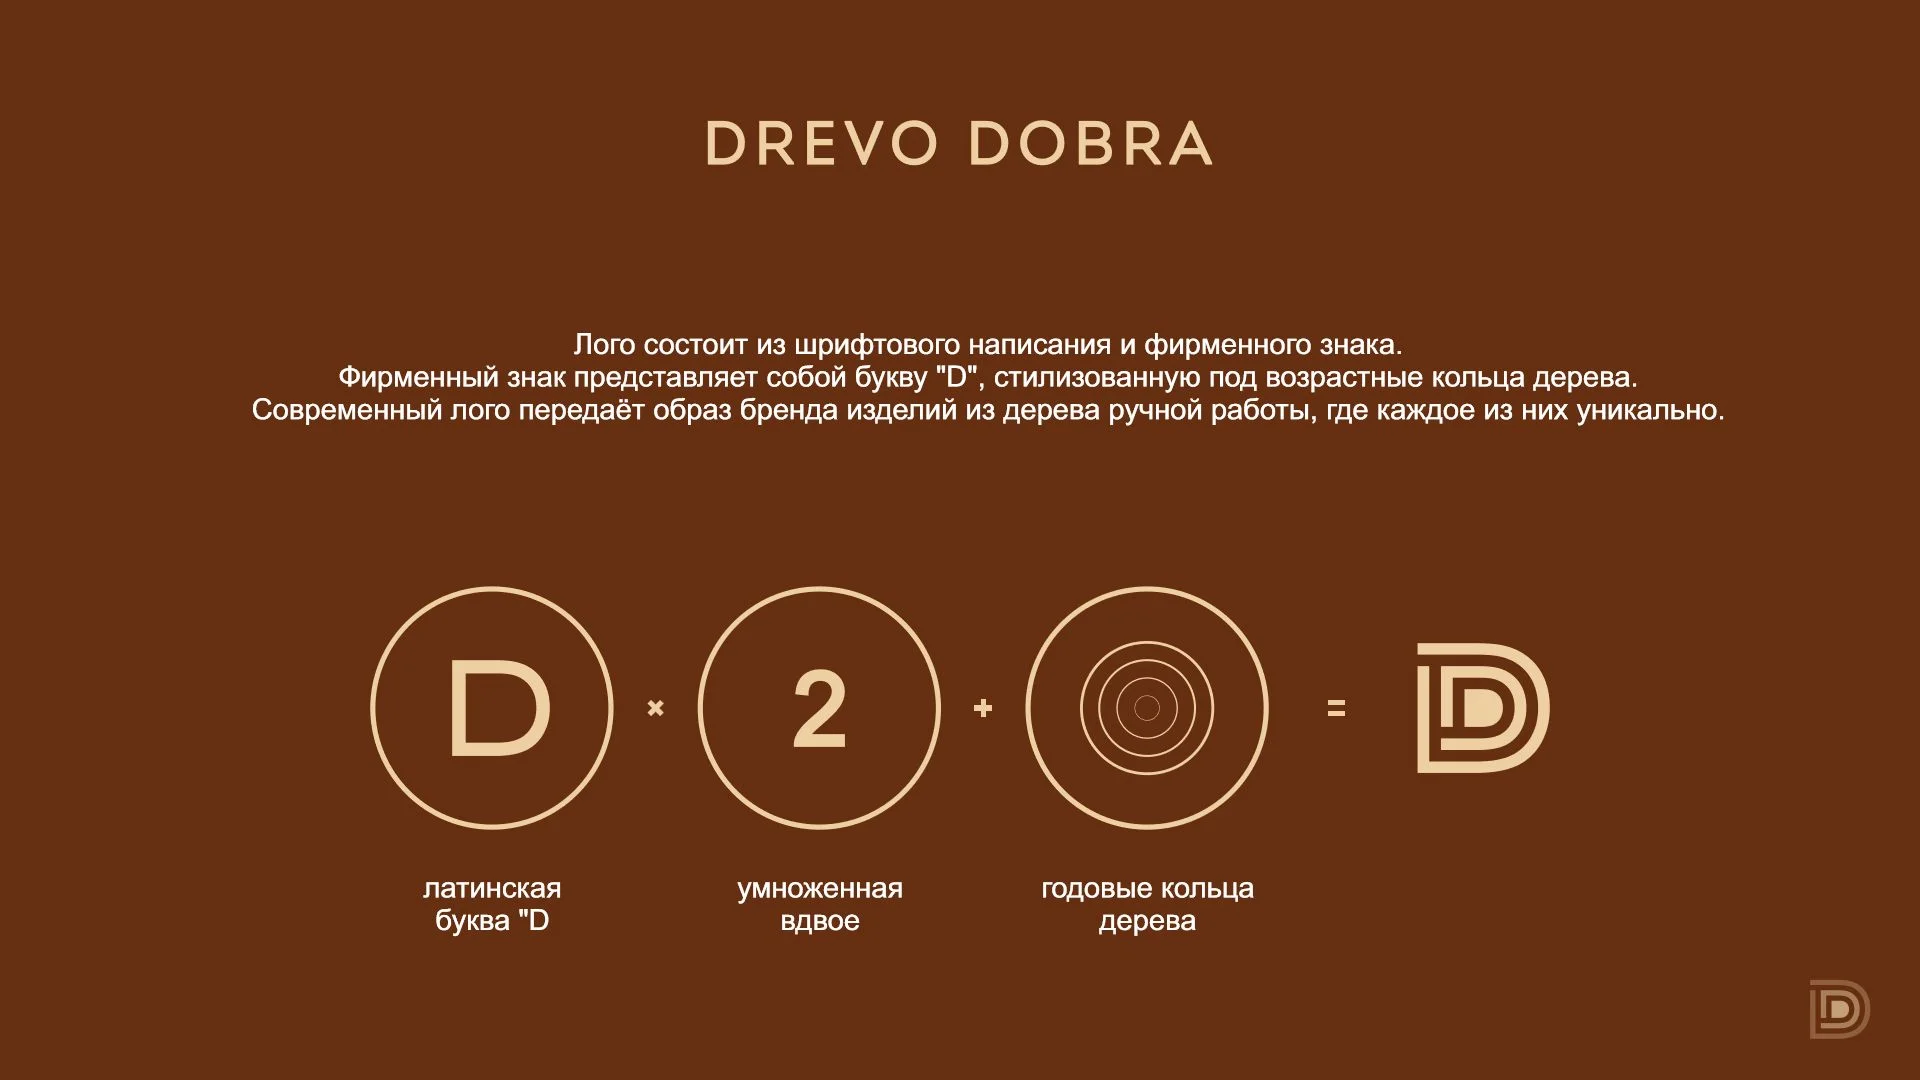 DREVO DOBRA
Лого состоит из шрифтового написания и фирменного знака.
Фирменный знак представляет собой букву "D", стилизованную под возрастные кольца дерева.
Современный лого передаёт образ бренда изделий из дерева ручной работы, где каждое из них уникально.
D × 2 + = D
латинская
буква "D
умноженная
вдвое
годовые кольца
дерева
D